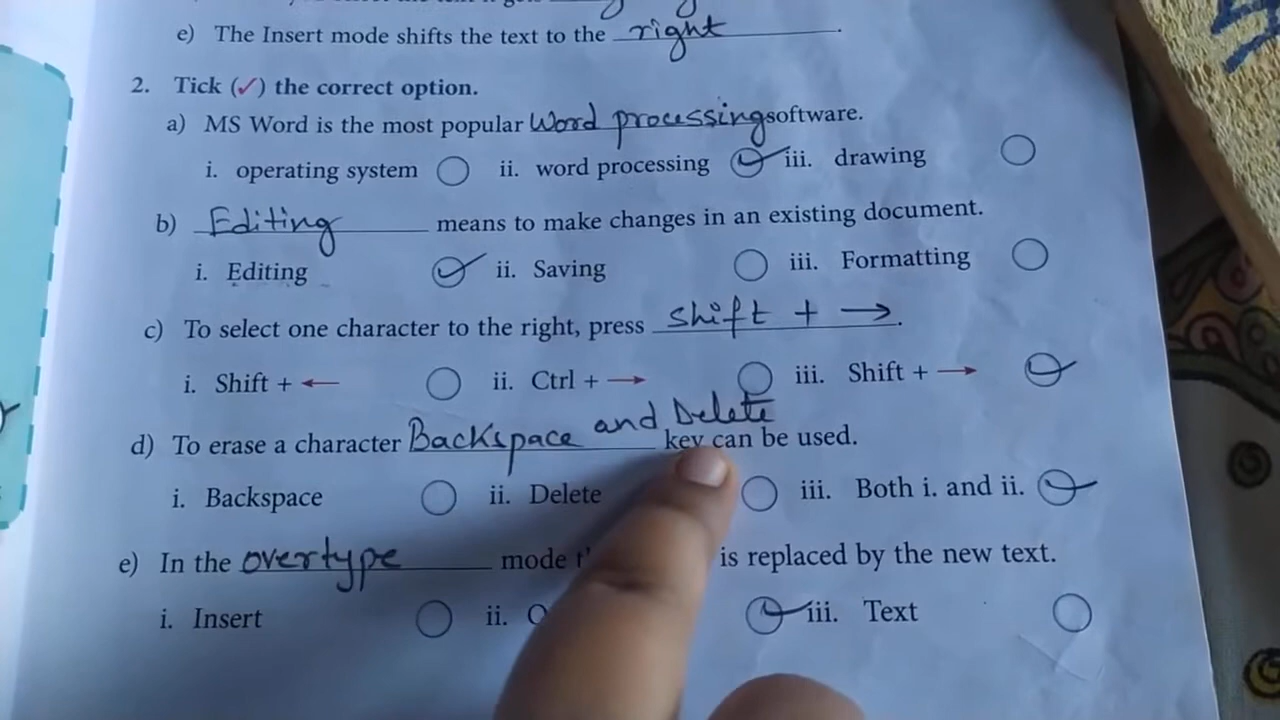 e) The Insert mode shifts the text to the right.
2. Tick (✓) the correct option.
a) MS Word is the most popular Word processing software.
i. operating system ii. word processing iii. drawing
b) Editing means to make changes in an existing document.
i. Editing ii. Saving iii. Formatting
c) To select one character to the right, press Shift + →.
i. Shift + ← ii. Ctrl + → iii. Shift + →
d) To erase a character Backspace and Delete key can be used.
i. Backspace ii. Delete iii. Both i. and ii.
e) In the overtype mode is replaced by the new text.
i. Insert ii. iii. Text